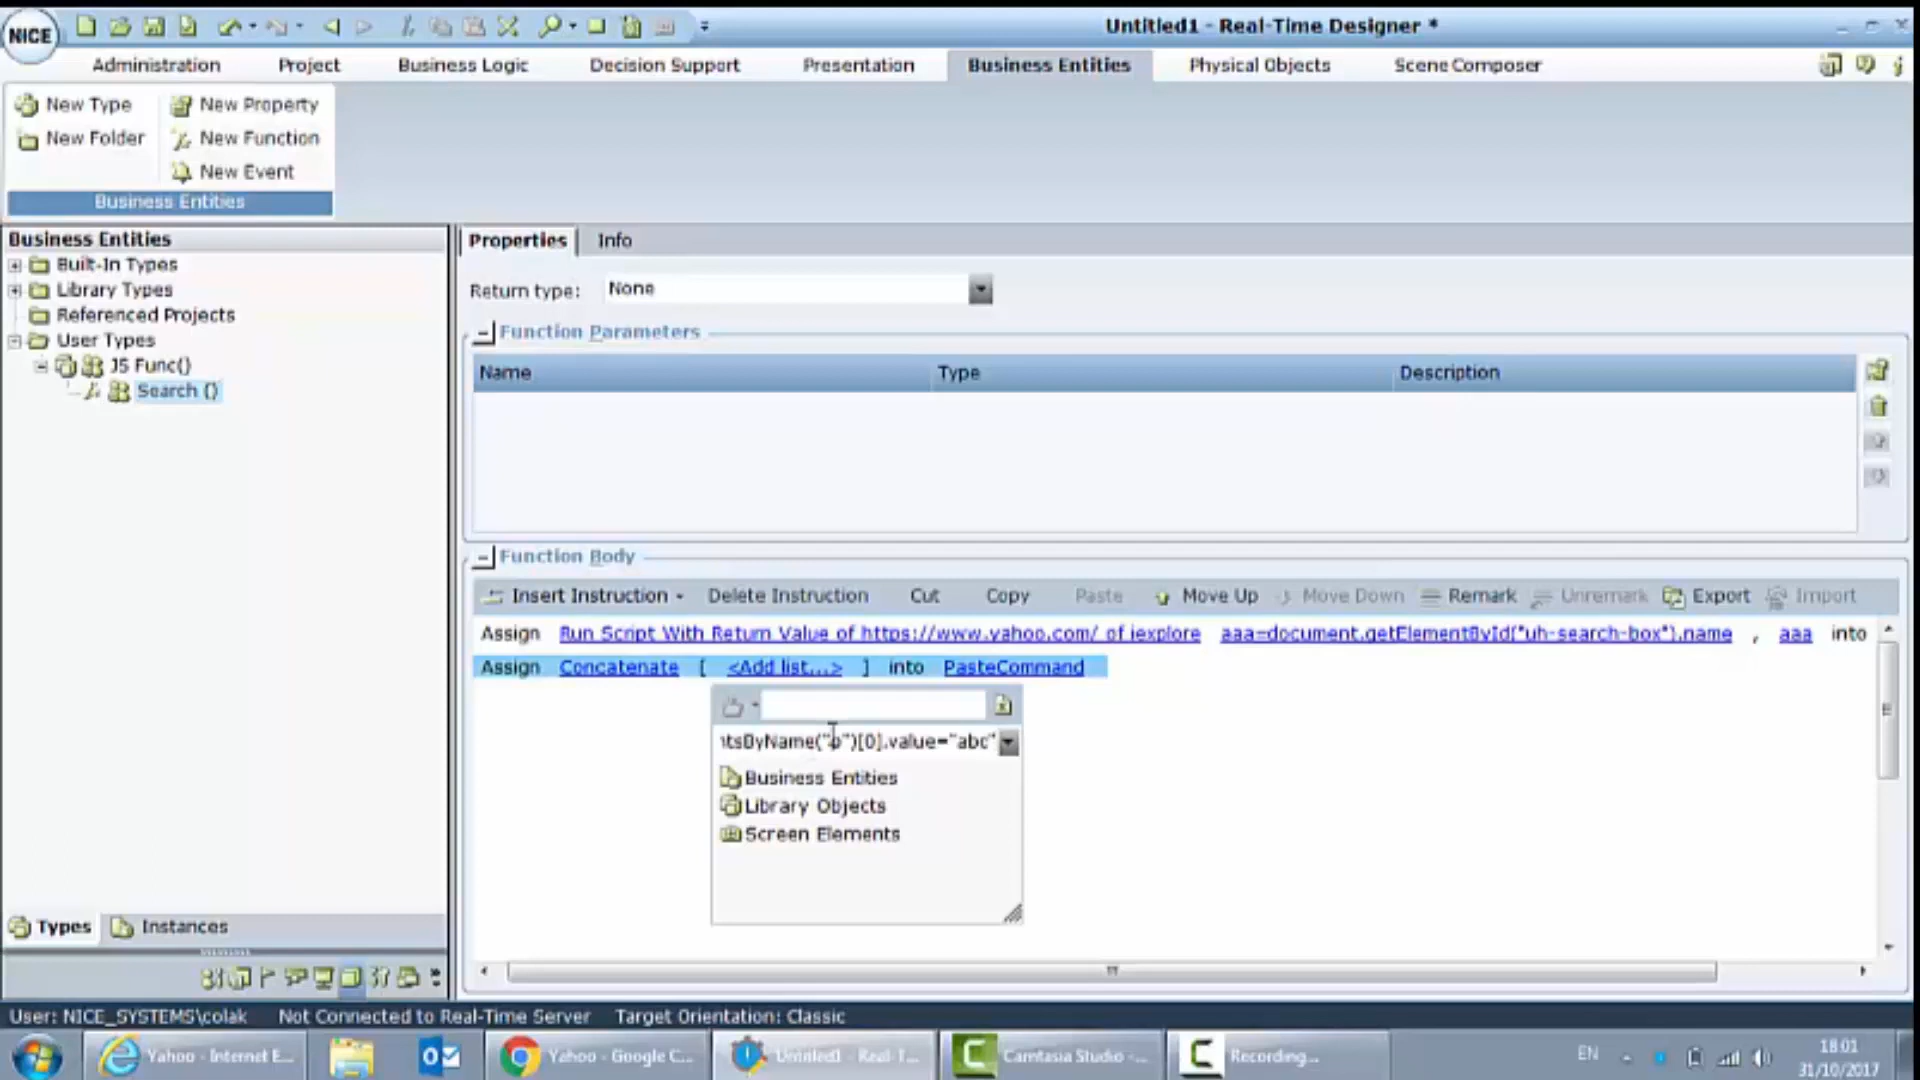 NICE
Untitled1 - Real-Time Designer *
Administration Project Business Logic Decision Support Presentation Business Entities Physical Objects Scene Composer
New Type New Property
New Folder New Function
New Event
Business Entities
Business Entities
Built-In Types
Library Types
Referenced Projects
User Types
JS Func()
Search ()
Types Instances
Properties Info
Return type: None
Function Parameters
Name Type Description
Function Body
Insert Instruction Delete Instruction Cut Copy Paste Move Up Move Down Remark Unremark Export Import
Assign Run Script With Return Value of https://www.yahoo.com/ of iexplore aaa=document.getElementById("uh-search-box").name , aaa into
Assign Concatenate [ <Add list...> ] into PasteCommand
ntsByName("p")[0].value="abc"
Business Entities
Library Objects
Screen Elements
User: NICE_SYSTEMS\colak Not Connected to Real-Time Server Target Orientation: Classic
Yahoo - Internet E... Yahoo - Google C... Untitled1 - Real-T... Camtasia Studio -... Recording... EN 18:01
31/10/2017